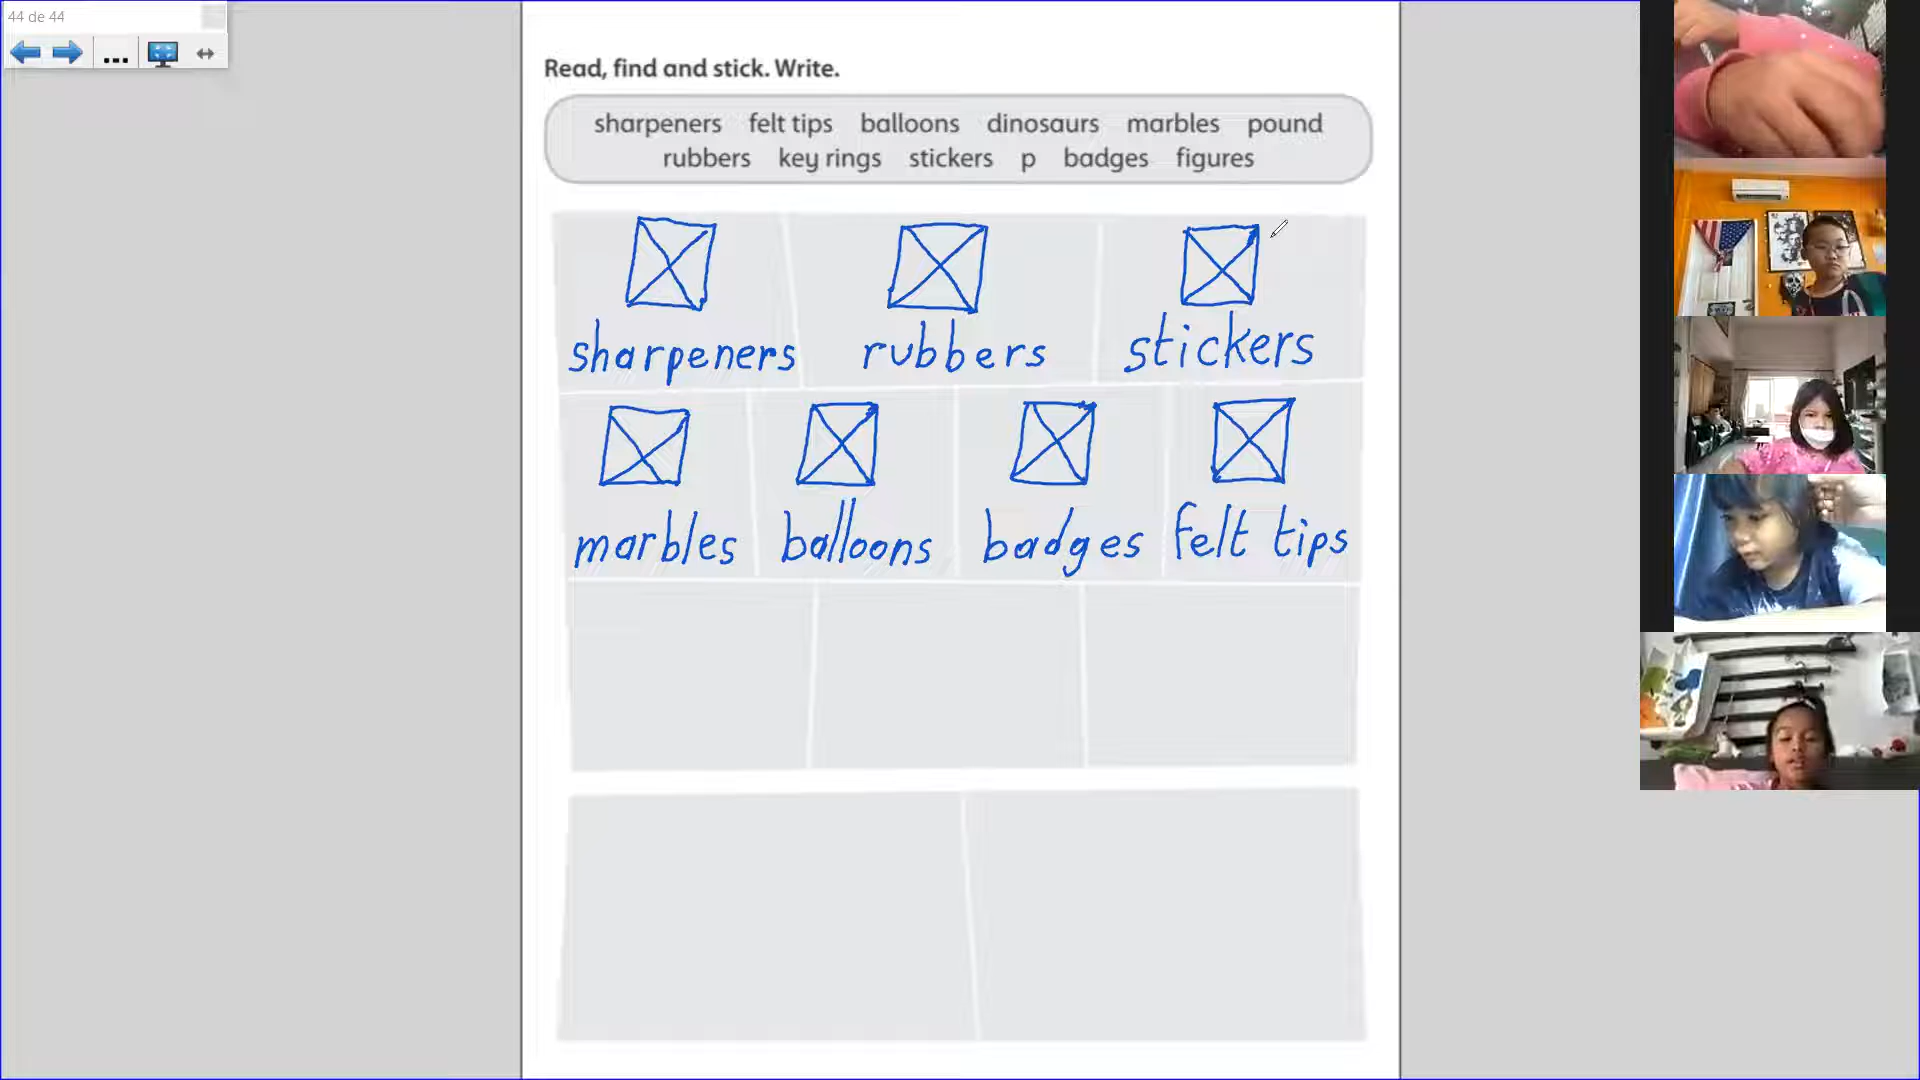 44 de 44
...
Read, find and stick. Write.
sharpeners felt tips balloons dinosaurs marbles pound
rubbers key rings stickers p badges figures
sharpeners rubbers stickers
marbles balloons badges felt tips